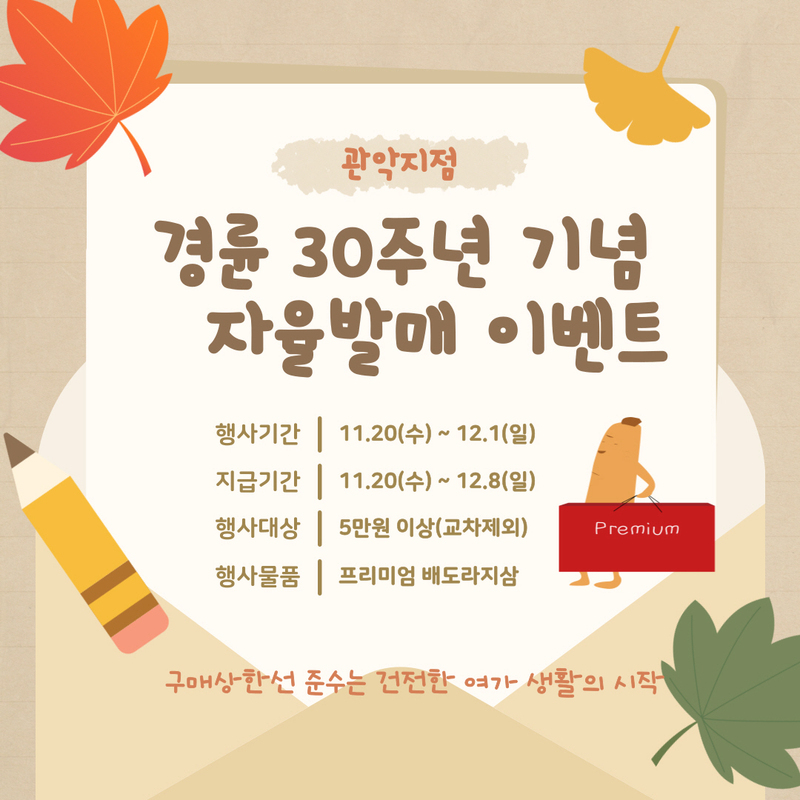 관악지점
경륜 30주년 기념
자율발매 이벤트
행사기간 | 11.20(수) ~ 12.1(일)
지급기간 | 11.20(수) ~ 12.8(일)
행사대상 | 5만원 이상(교차제외)
행사물품 | 프리미엄 배도라지삼
Premium
구매상한선 준수는 건전한 여가 생활의 시작